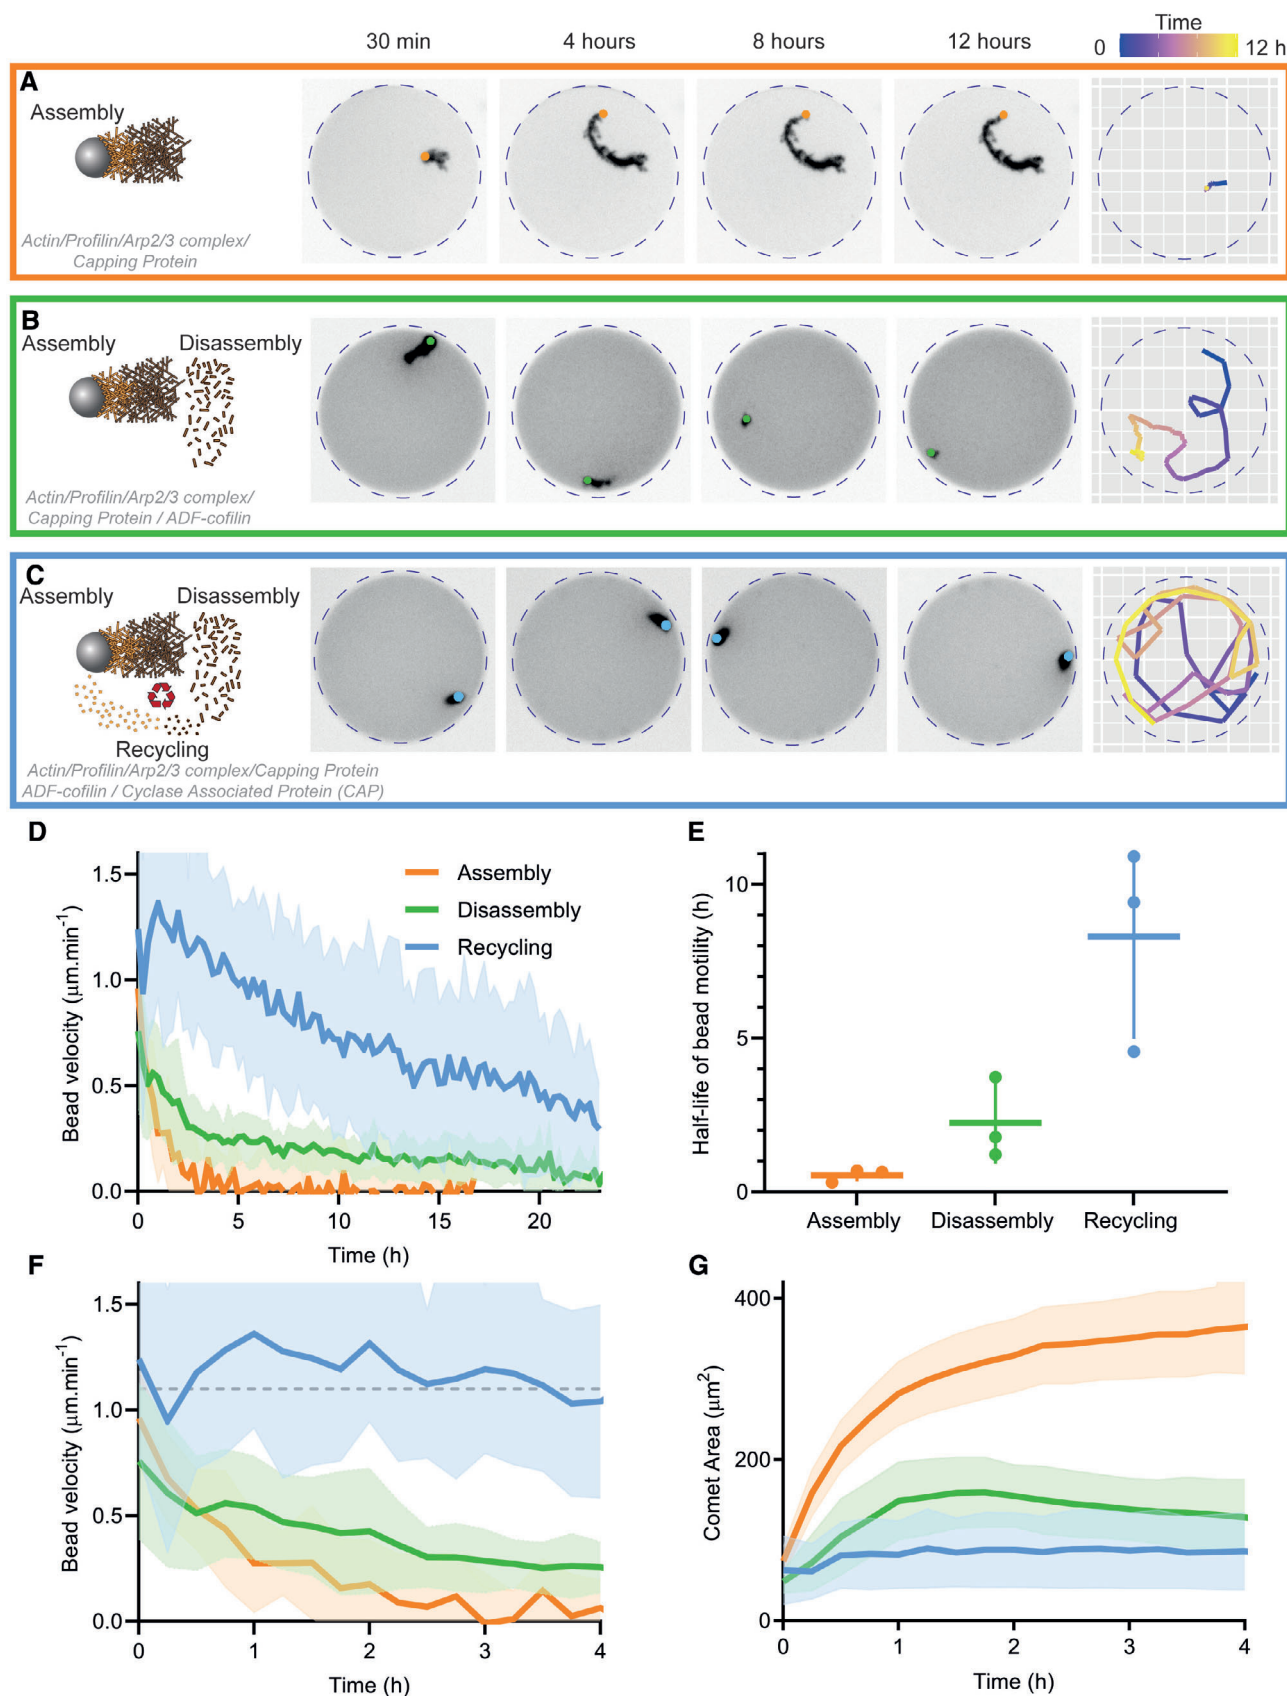 30 min 4 hours 8 hours 12 hours Time
0 12 h
A
Assembly
Actin/Profilin/Arp2/3 complex/
Capping Protein
B
Assembly Disassembly
Actin/Profilin/Arp2/3 complex/
Capping Protein / ADF-cofilin
C
Assembly Disassembly
Recycling
Actin/Profilin/Arp2/3 complex/Capping Protein
ADF-cofilin / Cyclase Associated Protein (CAP)
D
Bead velocity (µm.min⁻¹)
1.5
1.0
0.5
0.0
0 5 10 15 20
Time (h)
Assembly
Disassembly
Recycling
E
Half-life of bead motility (h)
10
5
0
Assembly Disassembly Recycling
F
Bead velocity (µm.min⁻¹)
1.5
1.0
0.5
0.0
0 1 2 3 4
Time (h)
G
Comet Area (µm²)
400
200
0
0 1 2 3 4
Time (h)